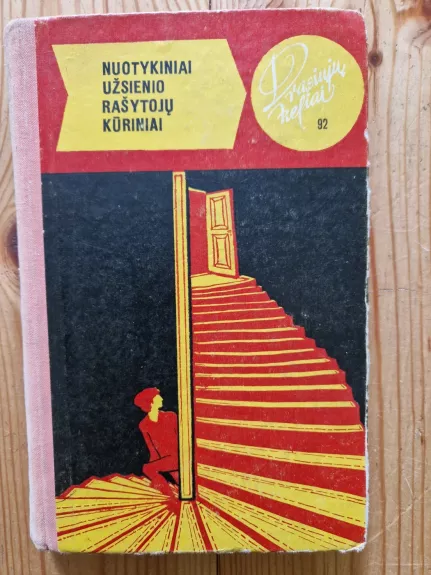 NUOTYKINIAI
UŽSIENIO
RAŠYTOJŲ
KŪRINIAI
Drąsiųjų
keliai
92